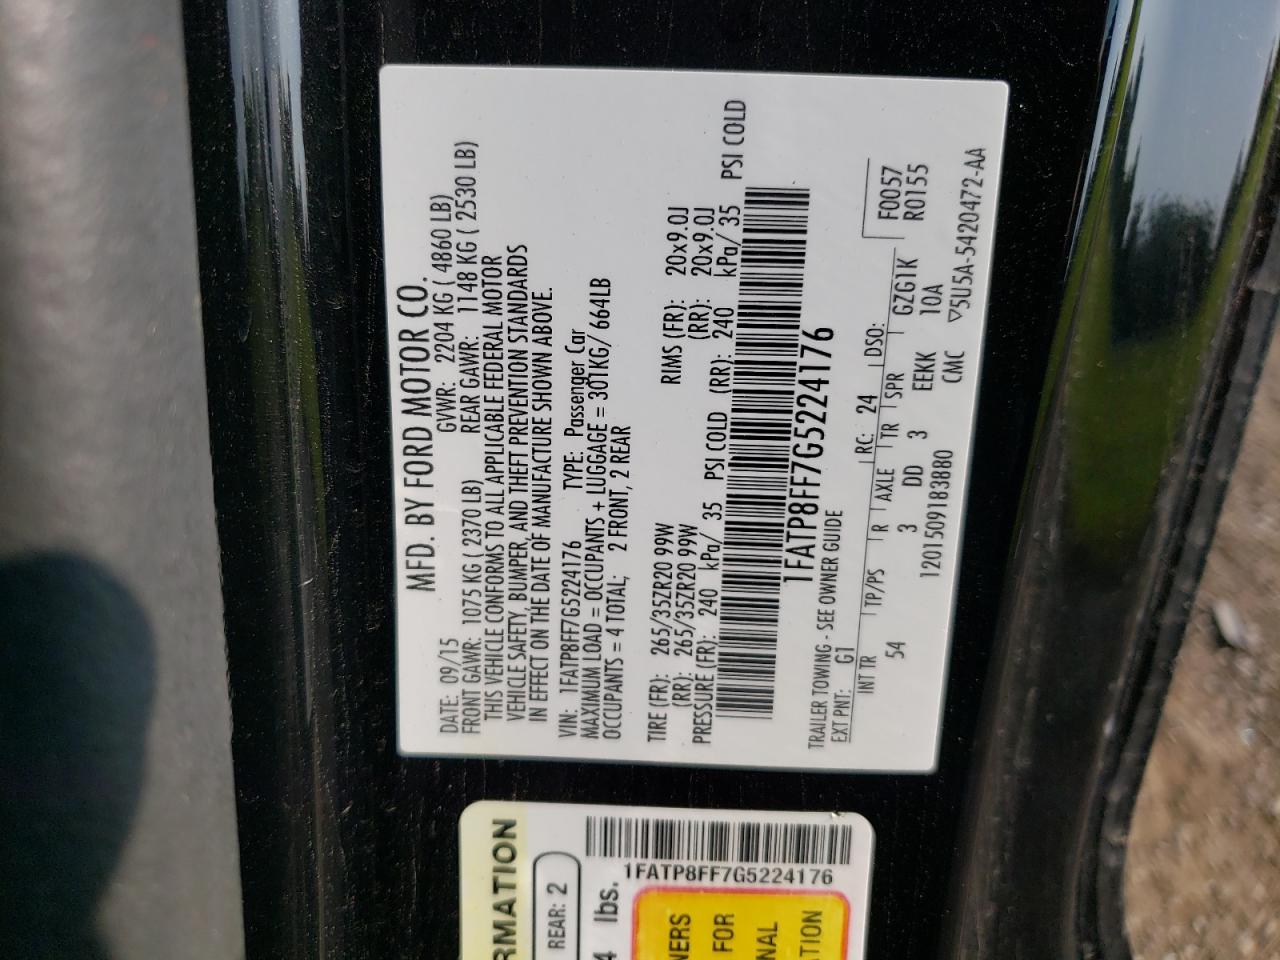 MFD. BY FORD MOTOR CO.
DATE: 09/15 GVWR: 2204 KG ( 4860 LB)
FRONT GAWR: 1075 KG ( 2370 LB) REAR GAWR: 1148 KG ( 2530 LB)
THIS VEHICLE CONFORMS TO ALL APPLICABLE FEDERAL MOTOR
VEHICLE SAFETY, BUMPER, AND THEFT PREVENTION STANDARDS
IN EFFECT ON THE DATE OF MANUFACTURE SHOWN ABOVE.
VIN: 1FATP8FF7G5224176 TYPE: Passenger Car
MAXIMUM LOAD = OCCUPANTS + LUGGAGE = 301KG/ 664LB
OCCUPANTS = 4 TOTAL; 2 FRONT, 2 REAR
TIRE (FR): 265/35ZR20 99W RIMS (FR): 20x9.0J
(RR): 265/35ZR20 99W (RR): 20x9.0J
PRESSURE (FR): 240 kPa/ 35 PSI COLD (RR): 240 kPa/ 35 PSI COLD
1FATP8FF7G5224176
TRAILER TOWING - SEE OWNER GUIDE
EXT PNT: G1 RC: 24 DSO: F0057
INT TR TP/PS R AXLE TR SPR GZG1K R0155
54 3 DD 3 EEKK 10A
1201509183880 CMC ▽5U5A-5420472-AA
RMATION
REAR: 2
4 lbs.
1FATP8FF7G5224176
NERS
FOR
NAL
TION